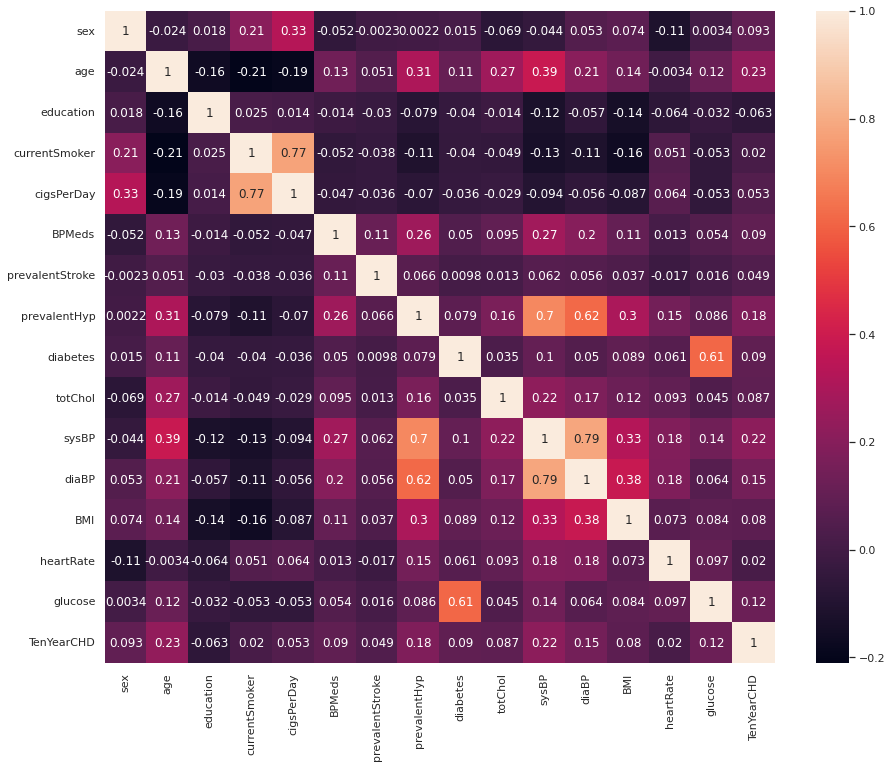 sex 1 -0.024 0.018 0.21 0.33 -0.052 -0.0023 0.0022 0.015 -0.069 -0.044 0.053 0.074 -0.11 0.0034 0.093
age -0.024 1 -0.16 -0.21 -0.19 0.13 0.051 0.31 0.11 0.27 0.39 0.21 0.14 -0.0034 0.12 0.23
education 0.018 -0.16 1 0.025 0.014 -0.014 -0.03 -0.079 -0.04 -0.014 -0.12 -0.057 -0.14 -0.064 -0.032 -0.063
currentSmoker 0.21 -0.21 0.025 1 0.77 -0.052 -0.038 -0.11 -0.04 -0.049 -0.13 -0.11 -0.16 0.051 -0.053 0.02
cigsPerDay 0.33 -0.19 0.014 0.77 1 -0.047 -0.036 -0.07 -0.036 -0.029 -0.094 -0.056 -0.087 0.064 -0.053 0.053
BPMeds -0.052 0.13 -0.014 -0.052 -0.047 1 0.11 0.26 0.05 0.095 0.27 0.2 0.11 0.013 0.054 0.09
prevalentStroke -0.0023 0.051 -0.03 -0.038 -0.036 0.11 1 0.066 0.0098 0.013 0.062 0.056 0.037 -0.017 0.016 0.049
prevalentHyp 0.0022 0.31 -0.079 -0.11 -0.07 0.26 0.066 1 0.079 0.16 0.7 0.62 0.3 0.15 0.086 0.18
diabetes 0.015 0.11 -0.04 -0.04 -0.036 0.05 0.0098 0.079 1 0.035 0.1 0.05 0.089 0.061 0.61 0.09
totChol -0.069 0.27 -0.014 -0.049 -0.029 0.095 0.013 0.16 0.035 1 0.22 0.17 0.12 0.093 0.045 0.087
sysBP -0.044 0.39 -0.12 -0.13 -0.094 0.27 0.062 0.7 0.1 0.22 1 0.79 0.33 0.18 0.14 0.22
diaBP 0.053 0.21 -0.057 -0.11 -0.056 0.2 0.056 0.62 0.05 0.17 0.79 1 0.38 0.18 0.064 0.15
BMI 0.074 0.14 -0.14 -0.16 -0.087 0.11 0.037 0.3 0.089 0.12 0.33 0.38 1 0.073 0.084 0.08
heartRate -0.11 -0.0034 -0.064 0.051 0.064 0.013 -0.017 0.15 0.061 0.093 0.18 0.18 0.073 1 0.097 0.02
glucose 0.0034 0.12 -0.032 -0.053 -0.053 0.054 0.016 0.086 0.61 0.045 0.14 0.064 0.084 0.097 1 0.12
TenYearCHD 0.093 0.23 -0.063 0.02 0.053 0.09 0.049 0.18 0.09 0.087 0.22 0.15 0.08 0.02 0.12 1
sex age education currentSmoker cigsPerDay BPMeds prevalentStroke prevalentHyp diabetes totChol sysBP diaBP BMI heartRate glucose TenYearCHD
1.0
0.8
0.6
0.4
0.2
0.0
−0.2